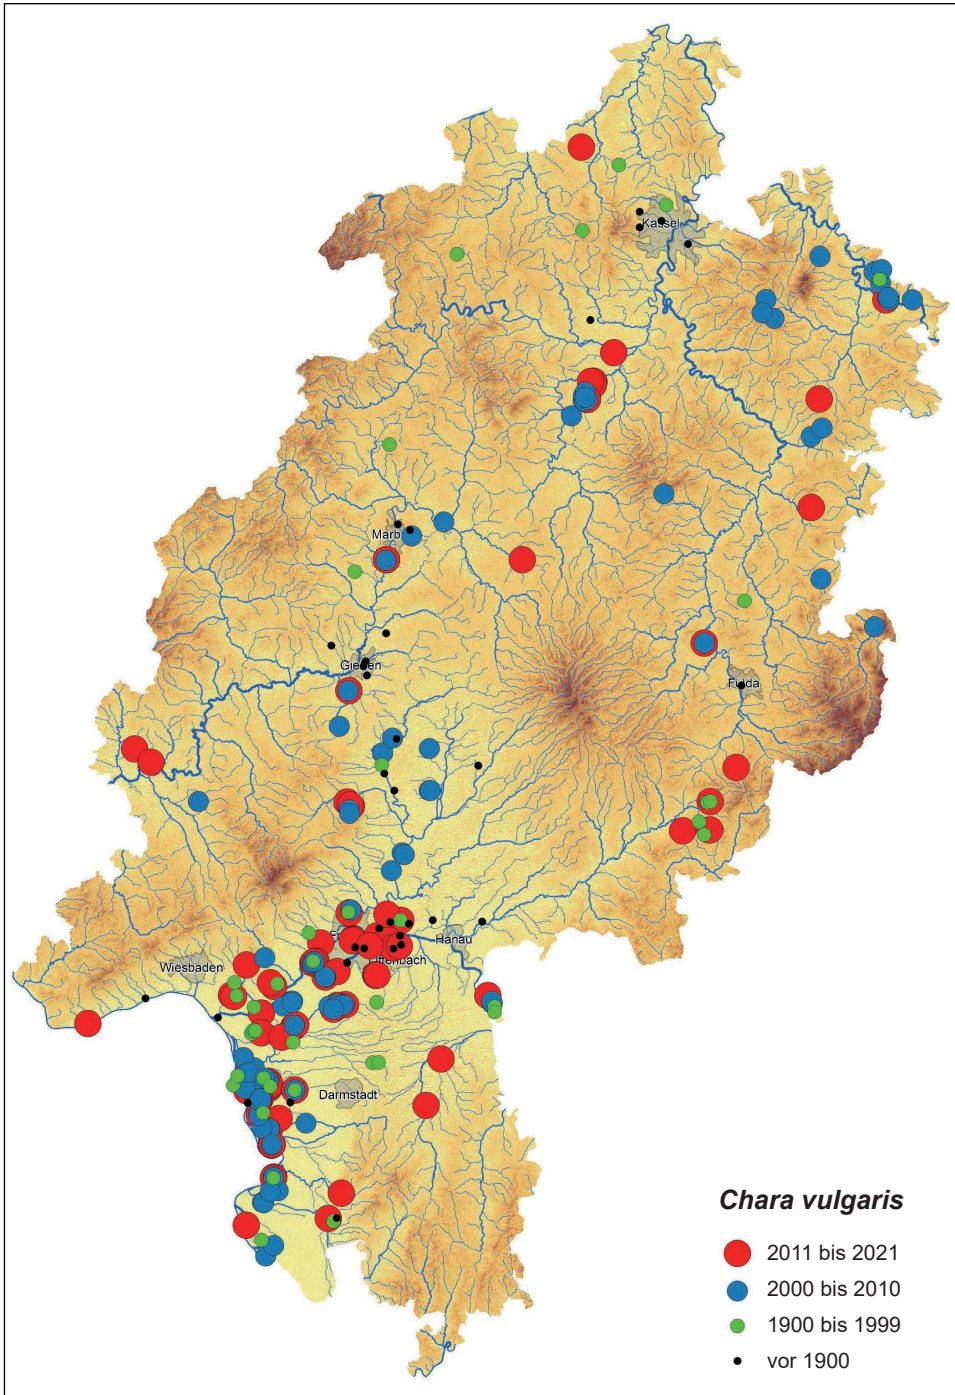 Kassel
Marb
Gießen
Fulda
Hanau
Offenbach
Wiesbaden
Darmstadt
Chara vulgaris
2011 bis 2021
2000 bis 2010
1900 bis 1999
vor 1900